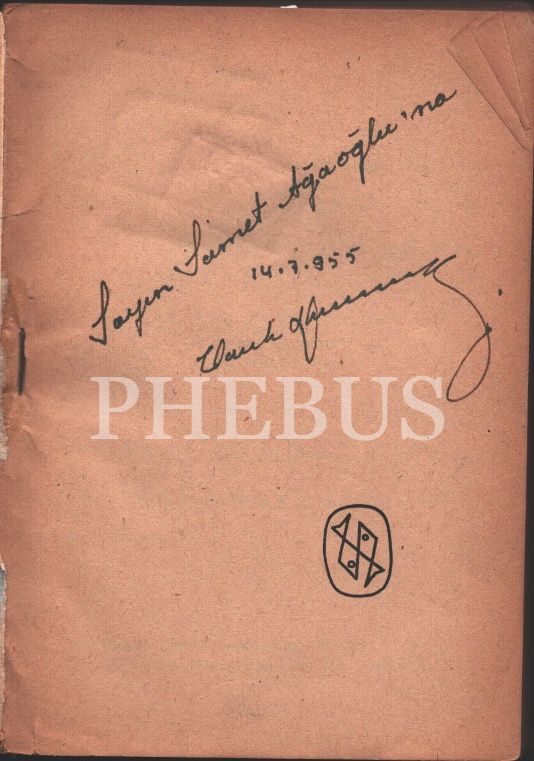 Sayın Samet Ağaoğlu'na
14.7.955
PHEBUS